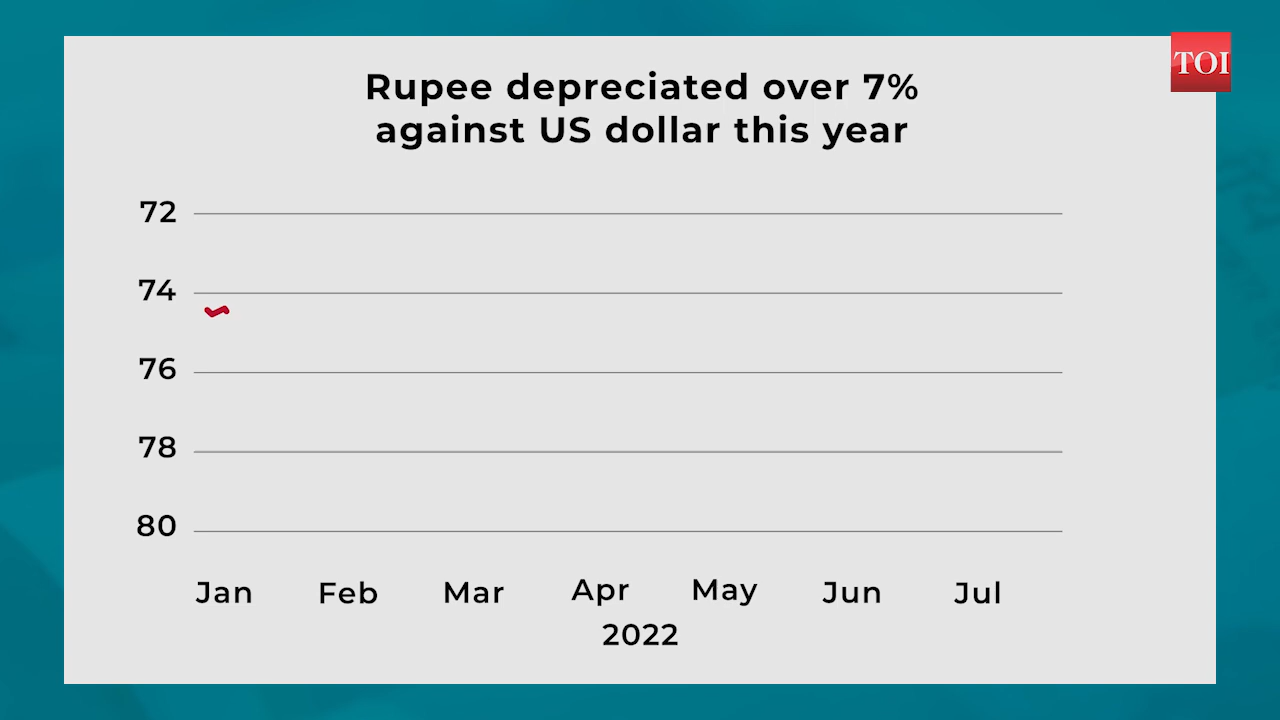 TOI
Rupee depreciated over 7%
against US dollar this year
72
74
76
78
80
Jan Feb Mar Apr May Jun Jul
2022